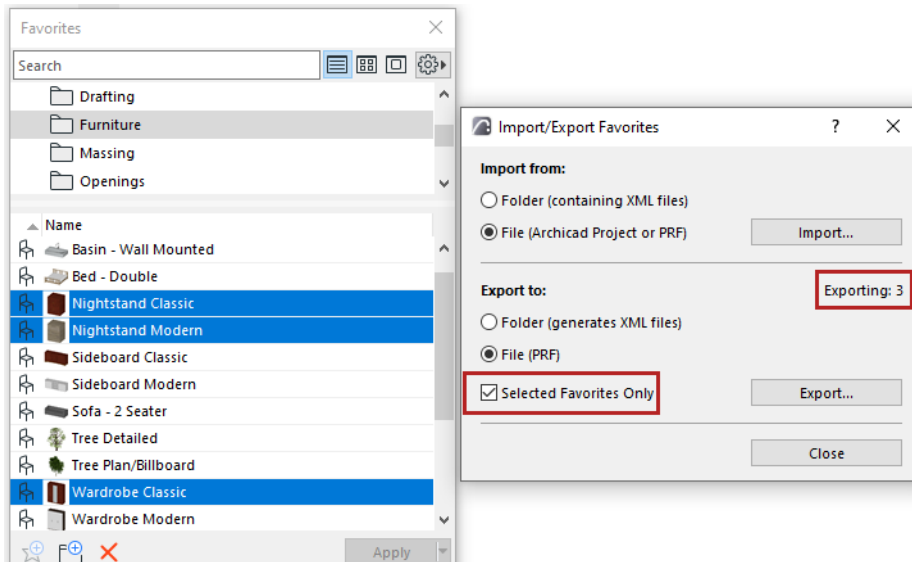 Favorites
Search
Drafting
Furniture
Massing
Openings
Name
Basin - Wall Mounted
Bed - Double
Nightstand Classic
Nightstand Modern
Sideboard Classic
Sideboard Modern
Sofa - 2 Seater
Tree Detailed
Tree Plan/Billboard
Wardrobe Classic
Wardrobe Modern
Apply
Import/Export Favorites
?
Import from:
Folder (containing XML files)
File (Archicad Project or PRF)
Import...
Export to:
Exporting: 3
Folder (generates XML files)
File (PRF)
Selected Favorites Only
Export...
Close